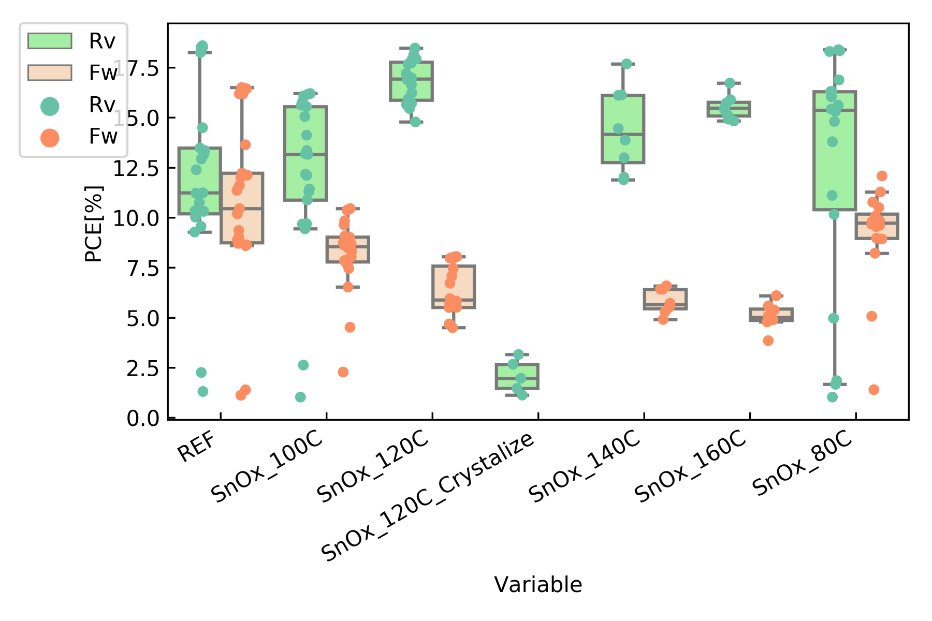 Rv
Fw
Rv
Fw
17.5
15.0
12.5
10.0
7.5
5.0
2.5
0.0
PCE[%]
REF
SnOx_100C
SnOx_120C
SnOx_120C_Crystalize
SnOx_140C
SnOx_160C
SnOx_80C
Variable